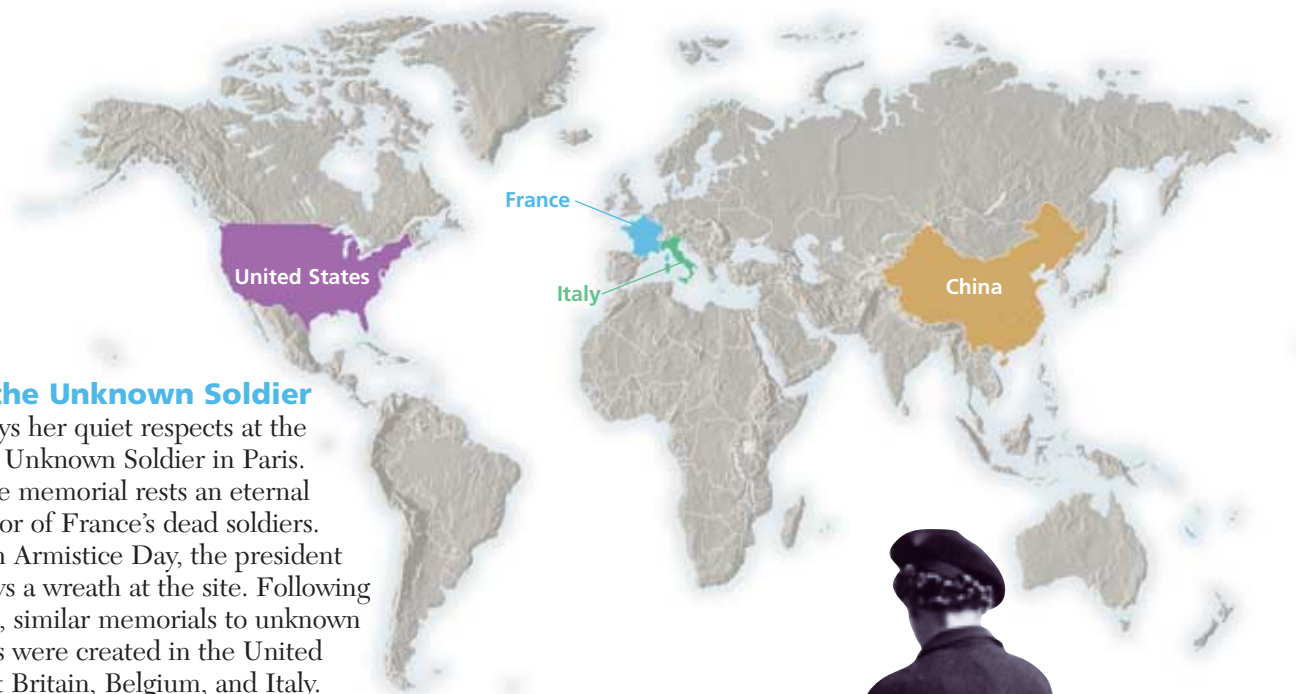 France
United States
Italy
China
the Unknown Soldier
her quiet respects at the
Unknown Soldier in Paris.
memorial rests an eternal
of France’s dead soldiers.
Armistice Day, the president
a wreath at the site. Following
, similar memorials to unknown
were created in the United
Britain, Belgium, and Italy.